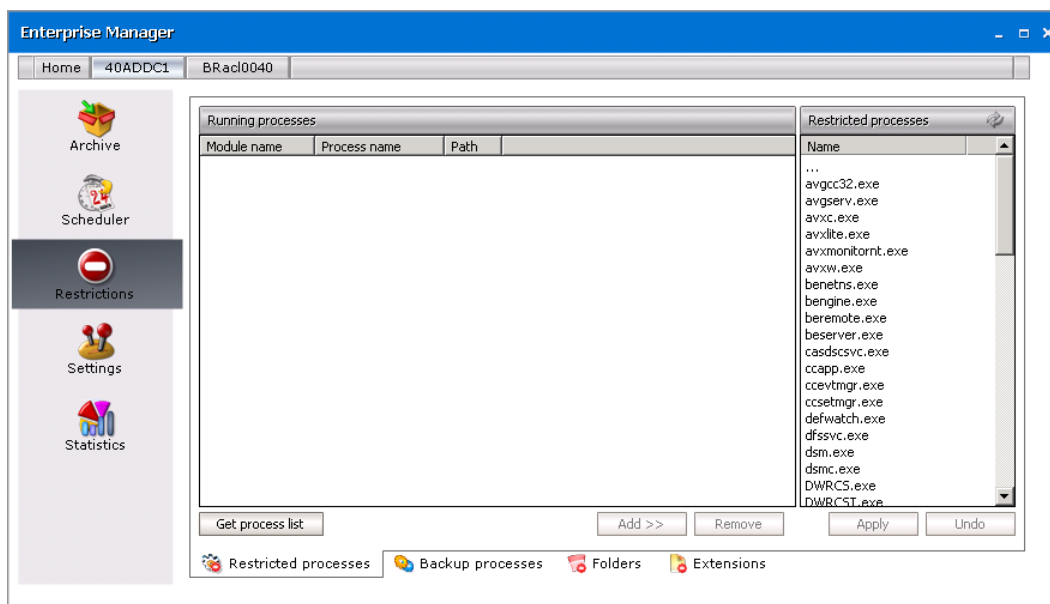 Enterprise Manager
Home 40ADDC1 BRacl0040
Archive
Scheduler
24
Restrictions
Settings
Statistics
Running processes
Module name Process name Path
Restricted processes
Name
...
avgcc32.exe
avgserv.exe
avxc.exe
avxlite.exe
avxmonitornt.exe
avxw.exe
benetns.exe
bengine.exe
beremote.exe
beserver.exe
casdscsvc.exe
ccapp.exe
ccevtmgr.exe
ccsetmgr.exe
defwatch.exe
dfssvc.exe
dsm.exe
dsmc.exe
DWRCS.exe
DWRCST.exe
Get process list Add >> Remove Apply Undo
Restricted processes Backup processes Folders Extensions